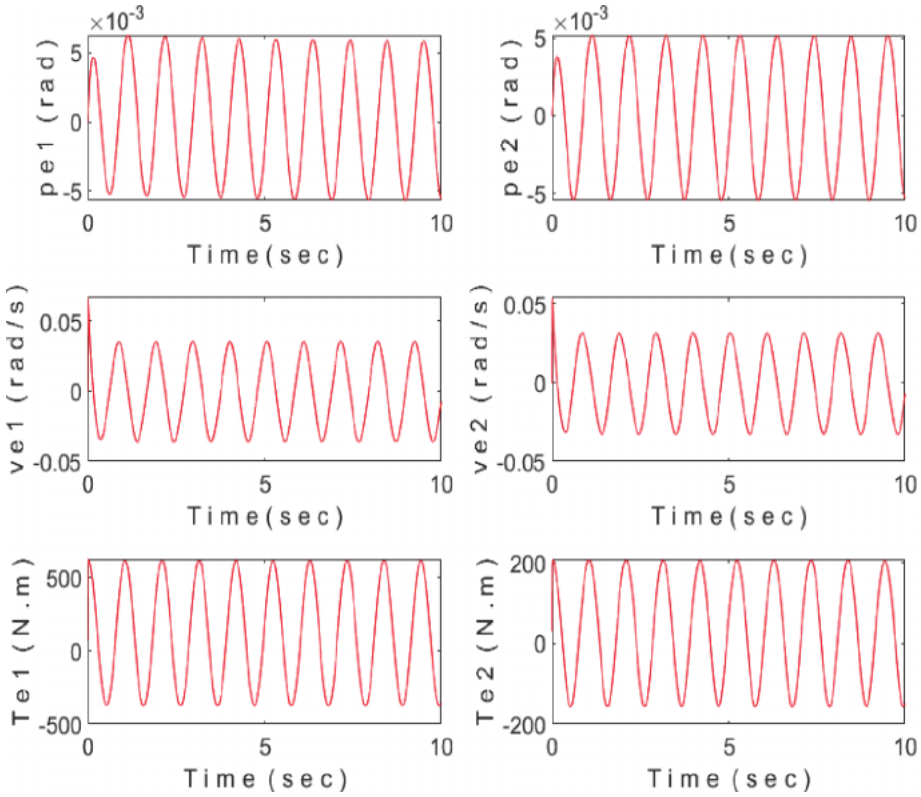 ×10⁻³
5
0
-5
pe1 (rad)
0 5 10
Time(sec)
×10⁻³
5
0
-5
pe2 (rad)
0 5 10
Time(sec)
0.05
0
-0.05
ve1 (rad/s)
0 5 10
Time(sec)
0.05
0
-0.05
ve2 (rad/s)
0 5 10
Time(sec)
500
0
-500
Te1 (N.m)
0 5 10
Time(sec)
200
0
-200
Te2 (N.m)
0 5 10
Time(sec)